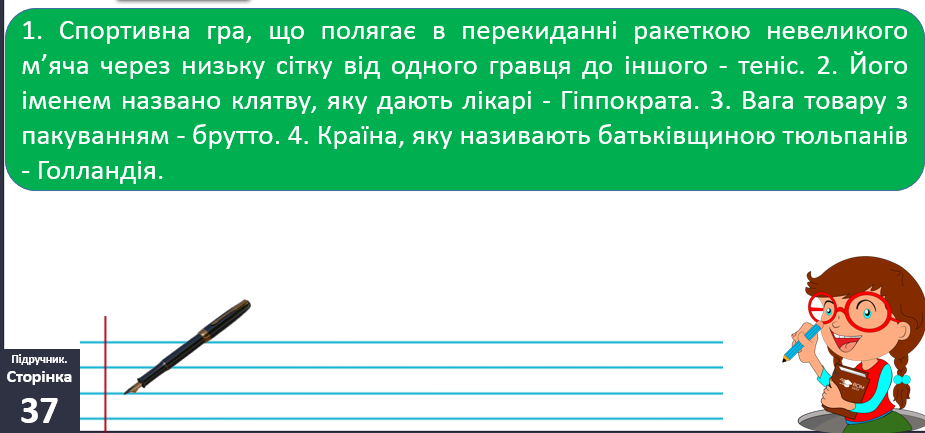 1. Спортивна гра, що полягає в перекиданні ракеткою невеликого
м’яча через низьку сітку від одного гравця до іншого - теніс. 2. Його
іменем названо клятву, яку дають лікарі - Гіппократа. 3. Вага товару з
пакуванням - брутто. 4. Країна, яку називають батьківщиною тюльпанів
- Голландія.
Підручник.
Сторінка
37